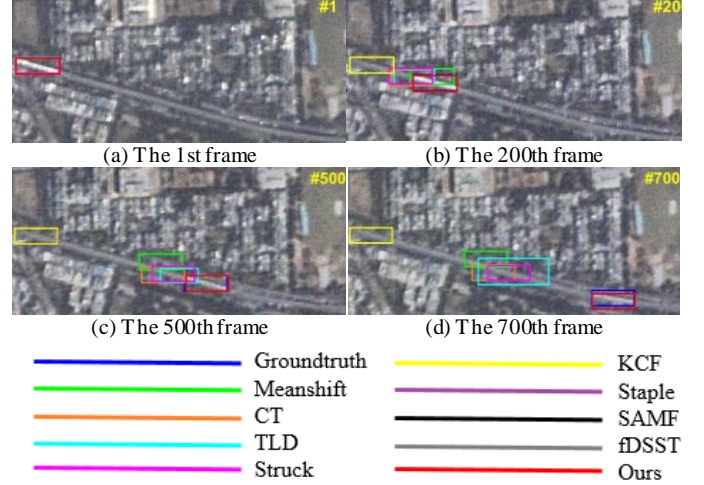 #1
#20
(a) The 1st frame
(b) The 200th frame
#500
#700
(c) The 500th frame
(d) The 700th frame
Groundtruth
KCF
Meanshift
Staple
CT
SAMF
TLD
fDSST
Struck
Ours